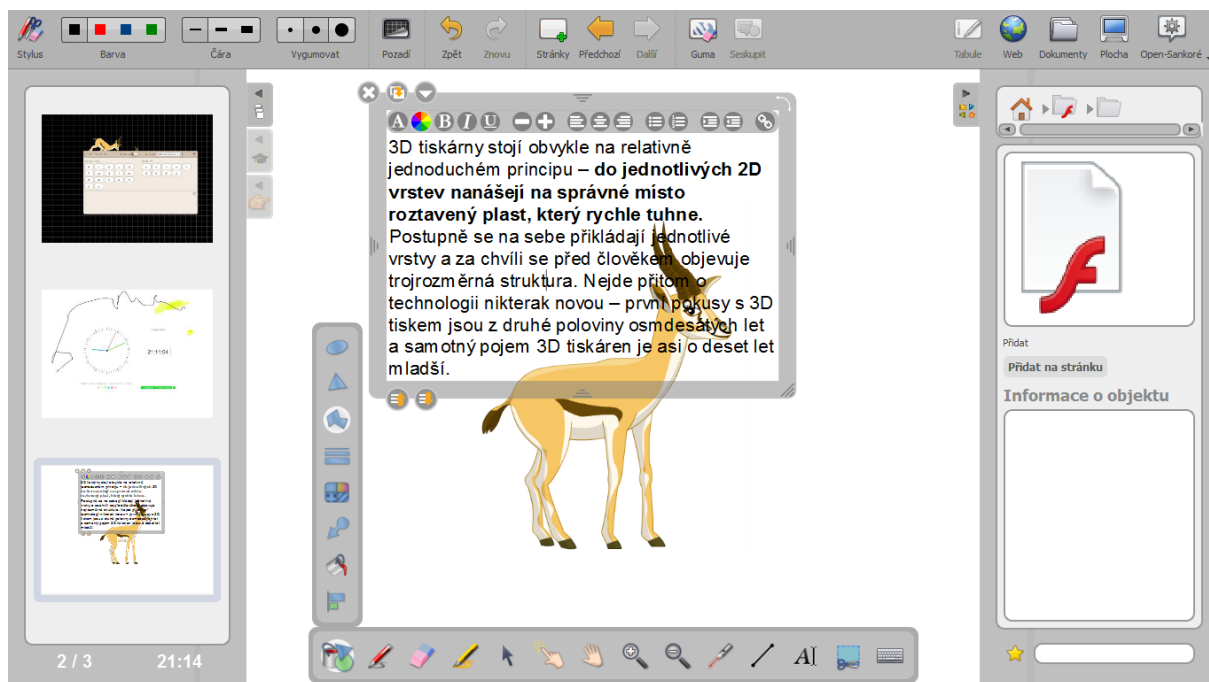 Stylus
Barva
Čára
Vygumovat
Pozadí
Zpět
Znovu
Stránky
Předchozí
Další
Guma
Seskupit
Tabule
Web
Dokumenty
Plocha
Open-Sankoré
A B I U
3D tiskárny stojí obvykle na relativně
jednoduchém principu – do jednotlivých 2D
vrstev nanášejí na správné místo
roztavený plast, který rychle tuhne.
Postupně se na sebe přikládají jednotlivé
vrstvy a za chvíli se před člověkem objevuje
trojrozměrná struktura. Nejde přitom o
technologii nikterak novou – první pokusy s 3D
tiskem jsou z druhé poloviny osmdesátých let
a samotný pojem 3D tiskáren je asi o deset let
mladší.
21:11:04
2 / 3
21:14
AI
Přidat
Přidat na stránku
Informace o objektu